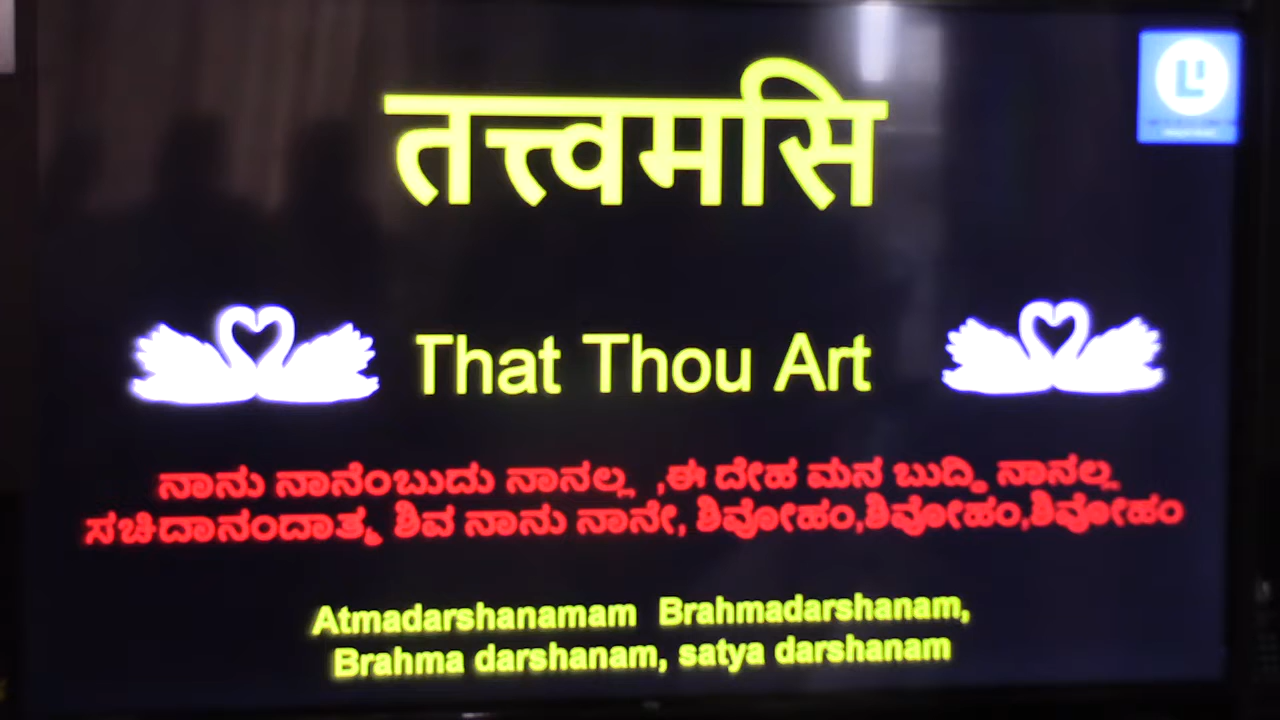 तत्त्वमसि
That Thou Art
ನಾನು ನಾನೆಂಬುದು ನಾನಲ್ಲ ,ಈ ದೇಹ ಮನ ಬುದ್ಧಿ ನಾನಲ್ಲ
ಸಚಿದಾನಂದಾತ್ಮ ಶಿವ ನಾನು ನಾನೇ, ಶಿವೋಹಂ,ಶಿವೋಹಂ,ಶಿವೋಹಂ
Atmadarshanamam Brahmadarshanam,
Brahma darshanam, satya darshanam